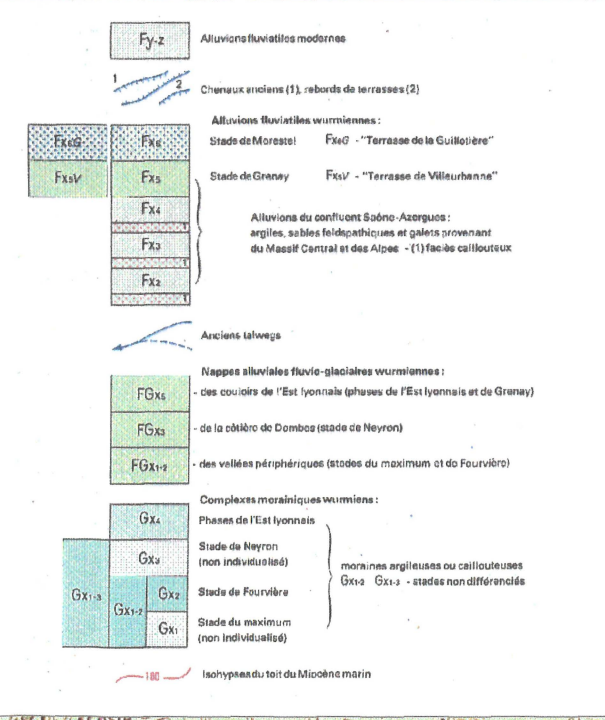 Fy-z Alluvions fluviatiles modernes
1 2 Chenaux anciens (1), rebords de terrasses (2)
Alluvions fluviatiles wurmiennes :
Fx6G Fx6 Stade de Morestel Fx6G - "Terrasse de la Guillotière"
Fx5V Fx5 Stade de Grenay Fx5V - "Terrasse de Villeurbanne"
Fx4
1
Alluvions du confluent Saône-Azergues :
Fx3 argiles, sables feldspathiques et galets provenant
1 du Massif Central et des Alpes - (1) faciès caillouteux
Fx2
1
Anciens talwegs
Nappes alluviales fluvio-glaciaires wurmiennes :
FGx5 - des couloirs de l'Est lyonnais (phases de l'Est lyonnais et de Grenay)
FGx3 - de la côtière de Dombes (stade de Neyron)
FGx1-2 - des vallées périphériques (stades du maximum et de Fourvière)
Complexes morainiques wurmiens :
Gx4 Phases de l'Est lyonnais
Gx3 Stade de Neyron
(non individualisé)
moraines argileuses ou caillouteuses
Gx1-2 Gx1-3 - stades non différenciés
Gx1-3 Gx1-2 Gx2 Stade de Fourvière
Gx1 Stade du maximum
(non individualisé)
180 Isohypses du toit du Miocène marin